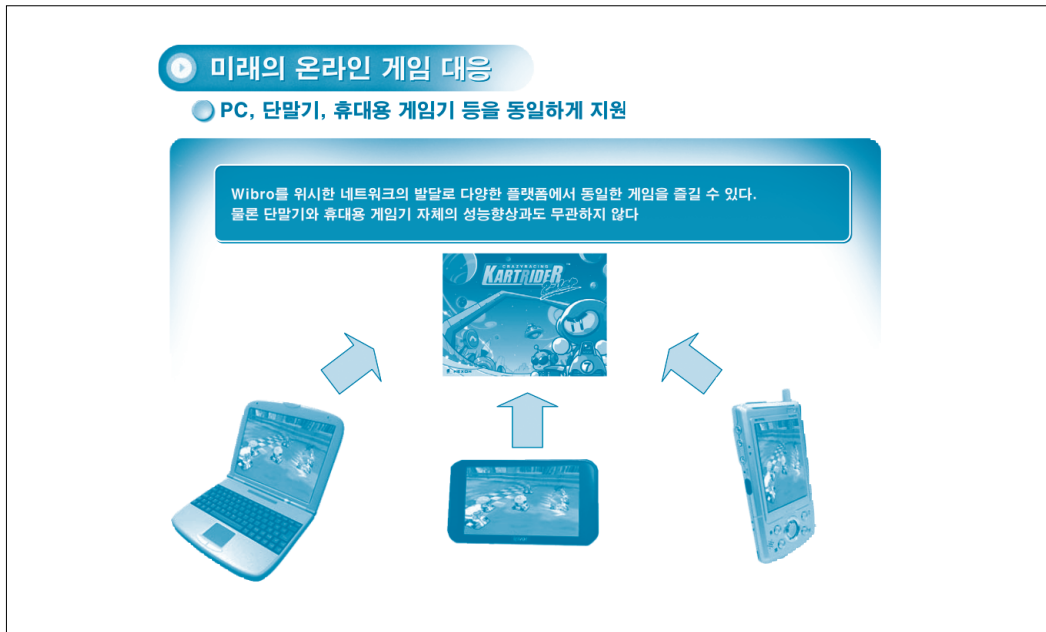 미래의 온라인 게임 대응
PC, 단말기, 휴대용 게임기 등을 동일하게 지원
Wibro를 위시한 네트워크의 발달로 다양한 플랫폼에서 동일한 게임을 즐길 수 있다.
물론 단말기와 휴대용 게임기 자체의 성능향상과도 무관하지 않다
CRAZYRACING
KARTRIDER
NEXON
7